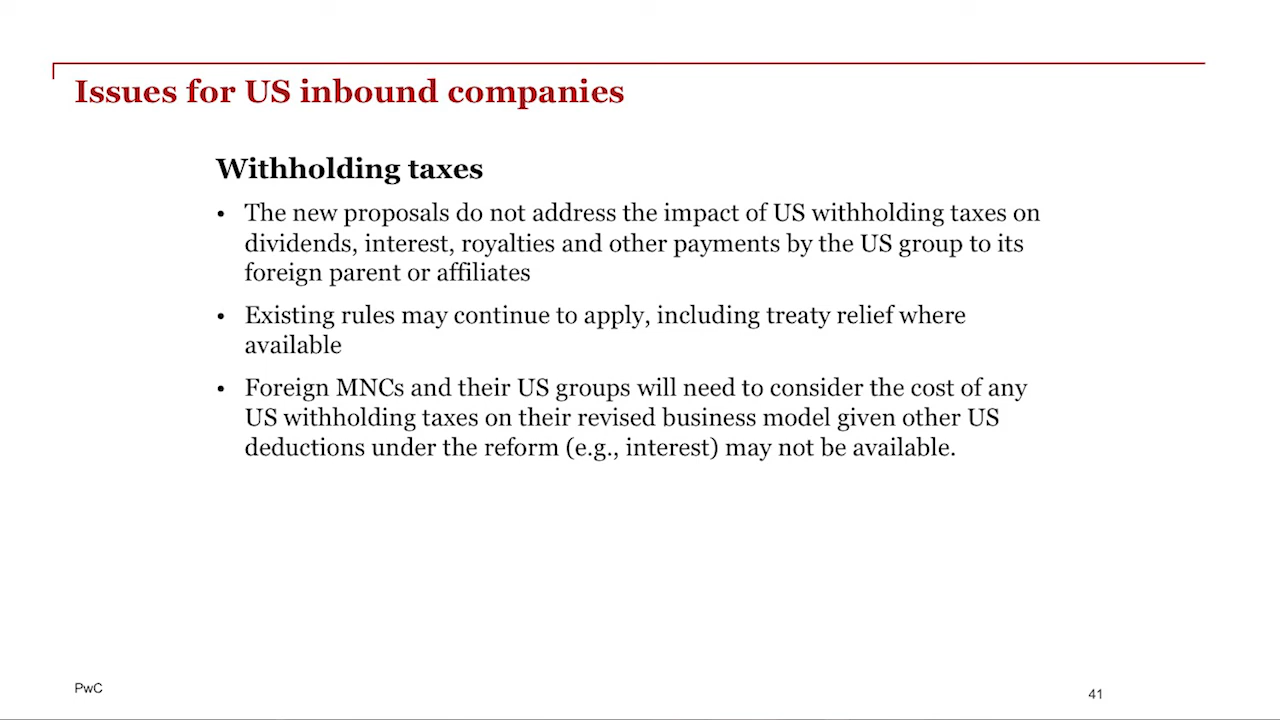 Issues for US inbound companies
Withholding taxes
• The new proposals do not address the impact of US withholding taxes on
dividends, interest, royalties and other payments by the US group to its
foreign parent or affiliates
• Existing rules may continue to apply, including treaty relief where
available
• Foreign MNCs and their US groups will need to consider the cost of any
US withholding taxes on their revised business model given other US
deductions under the reform (e.g., interest) may not be available.
PwC
41